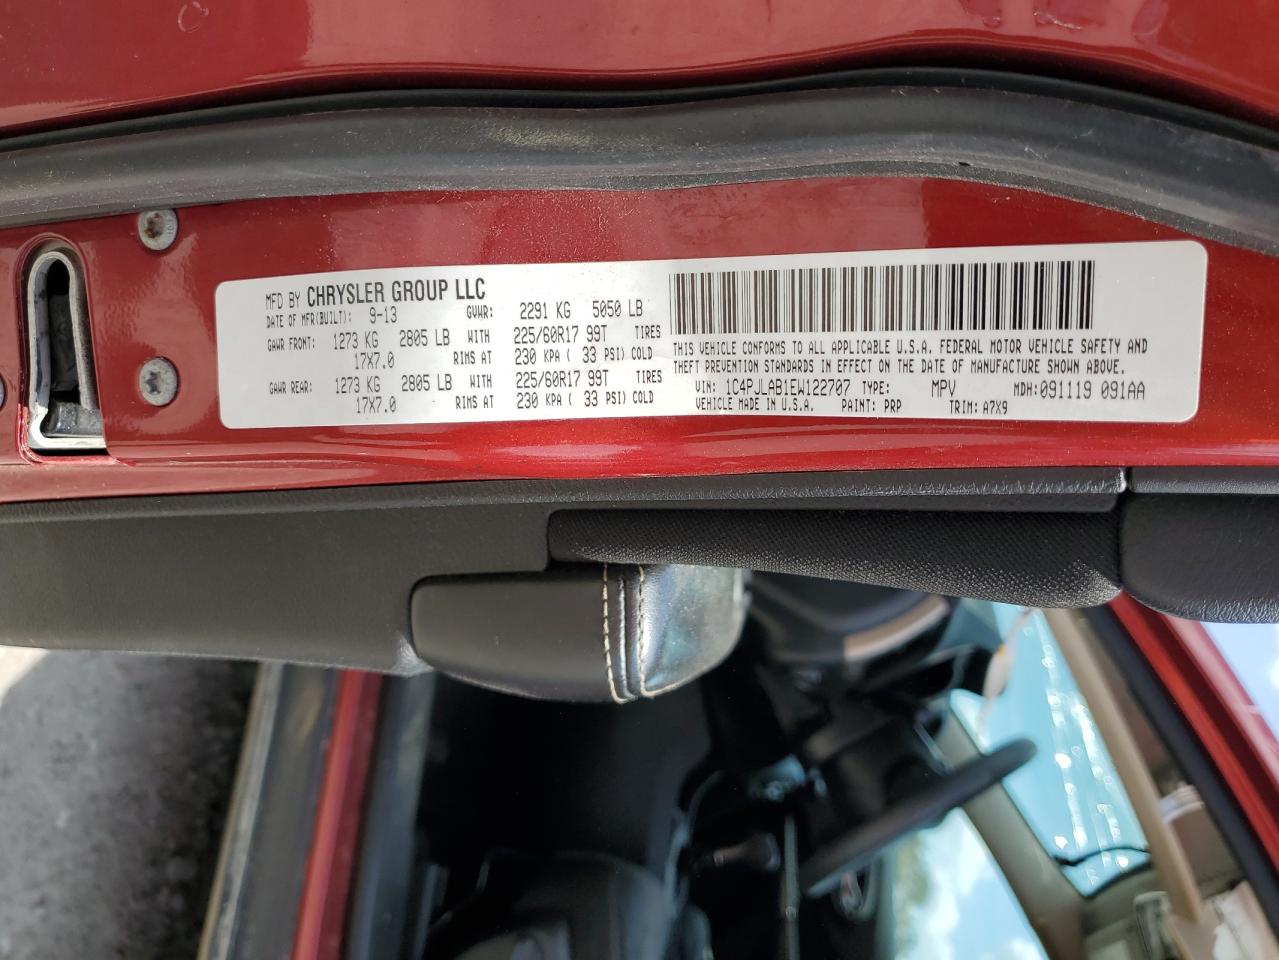 MFD BY CHRYSLER GROUP LLC
DATE OF MFR(BUILT): 9-13 GVWR: 2291 KG 5050 LB
GAWR FRONT: 1273 KG 2805 LB WITH 225/60R17 99T TIRES
17X7.0 RIMS AT 230 KPA ( 33 PSI) COLD
GAWR REAR: 1273 KG 2805 LB WITH 225/60R17 99T TIRES
17X7.0 RIMS AT 230 KPA ( 33 PSI) COLD
THIS VEHICLE CONFORMS TO ALL APPLICABLE U.S.A. FEDERAL MOTOR VEHICLE SAFETY AND
THEFT PREVENTION STANDARDS IN EFFECT ON THE DATE OF MANUFACTURE SHOWN ABOVE.
VIN: 1C4PJLAB1EW122707 TYPE: MPV MDH: 091119 091AA
VEHICLE MADE IN U.S.A. PAINT: PRP TRIM: A7X9